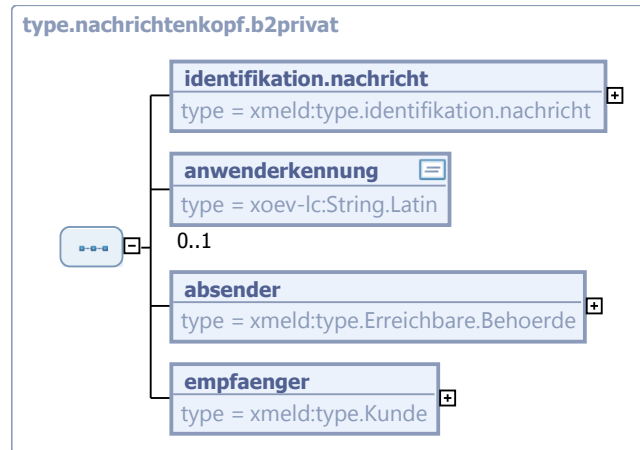 type.nachrichtenkopf.b2privat
identifikation.nachricht
type = xmeld:type.identifikation.nachricht
anwenderkennung
type = xoev-lc:String.Latin
0..1
absender
type = xmeld:type.Erreichbare.Behoerde
empfaenger
type = xmeld:type.Kunde